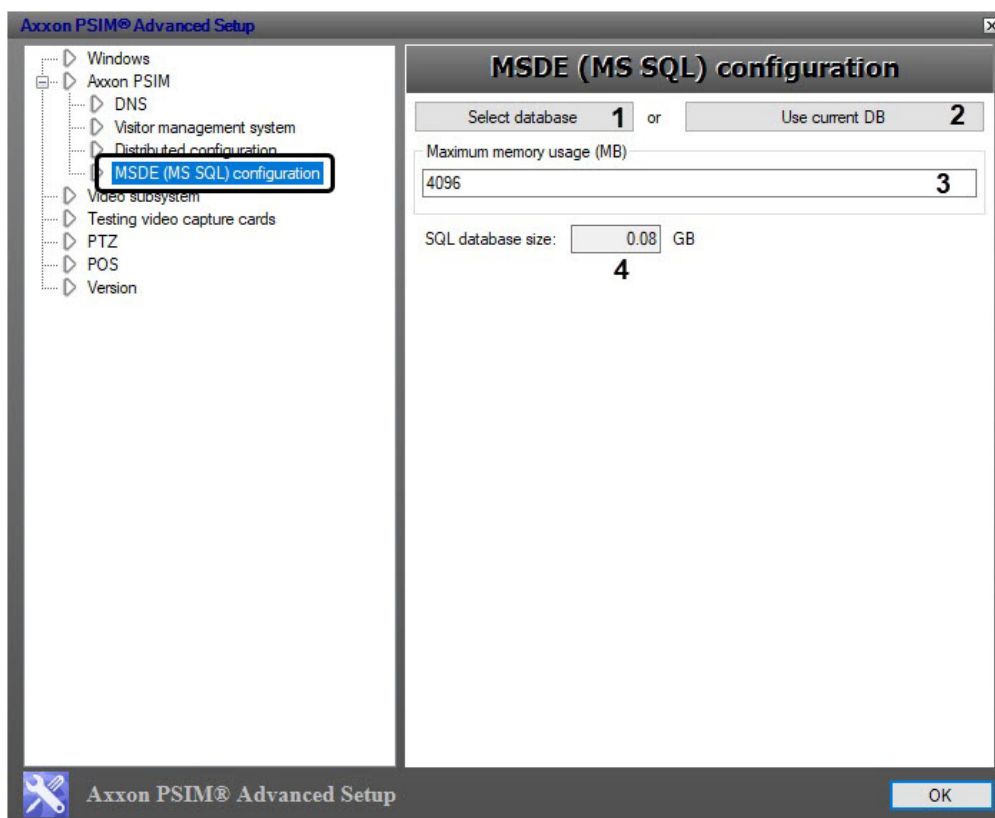 Axxon PSIM® Advanced Setup
Windows
Axxon PSIM
DNS
Visitor management system
Distributed configuration
MSDE (MS SQL) configuration
Video subsystem
Testing video capture cards
PTZ
POS
Version
MSDE (MS SQL) configuration
Select database 1 or Use current DB 2
Maximum memory usage (MB)
4096 3
SQL database size: 0.08 GB
4
Axxon PSIM® Advanced Setup
OK